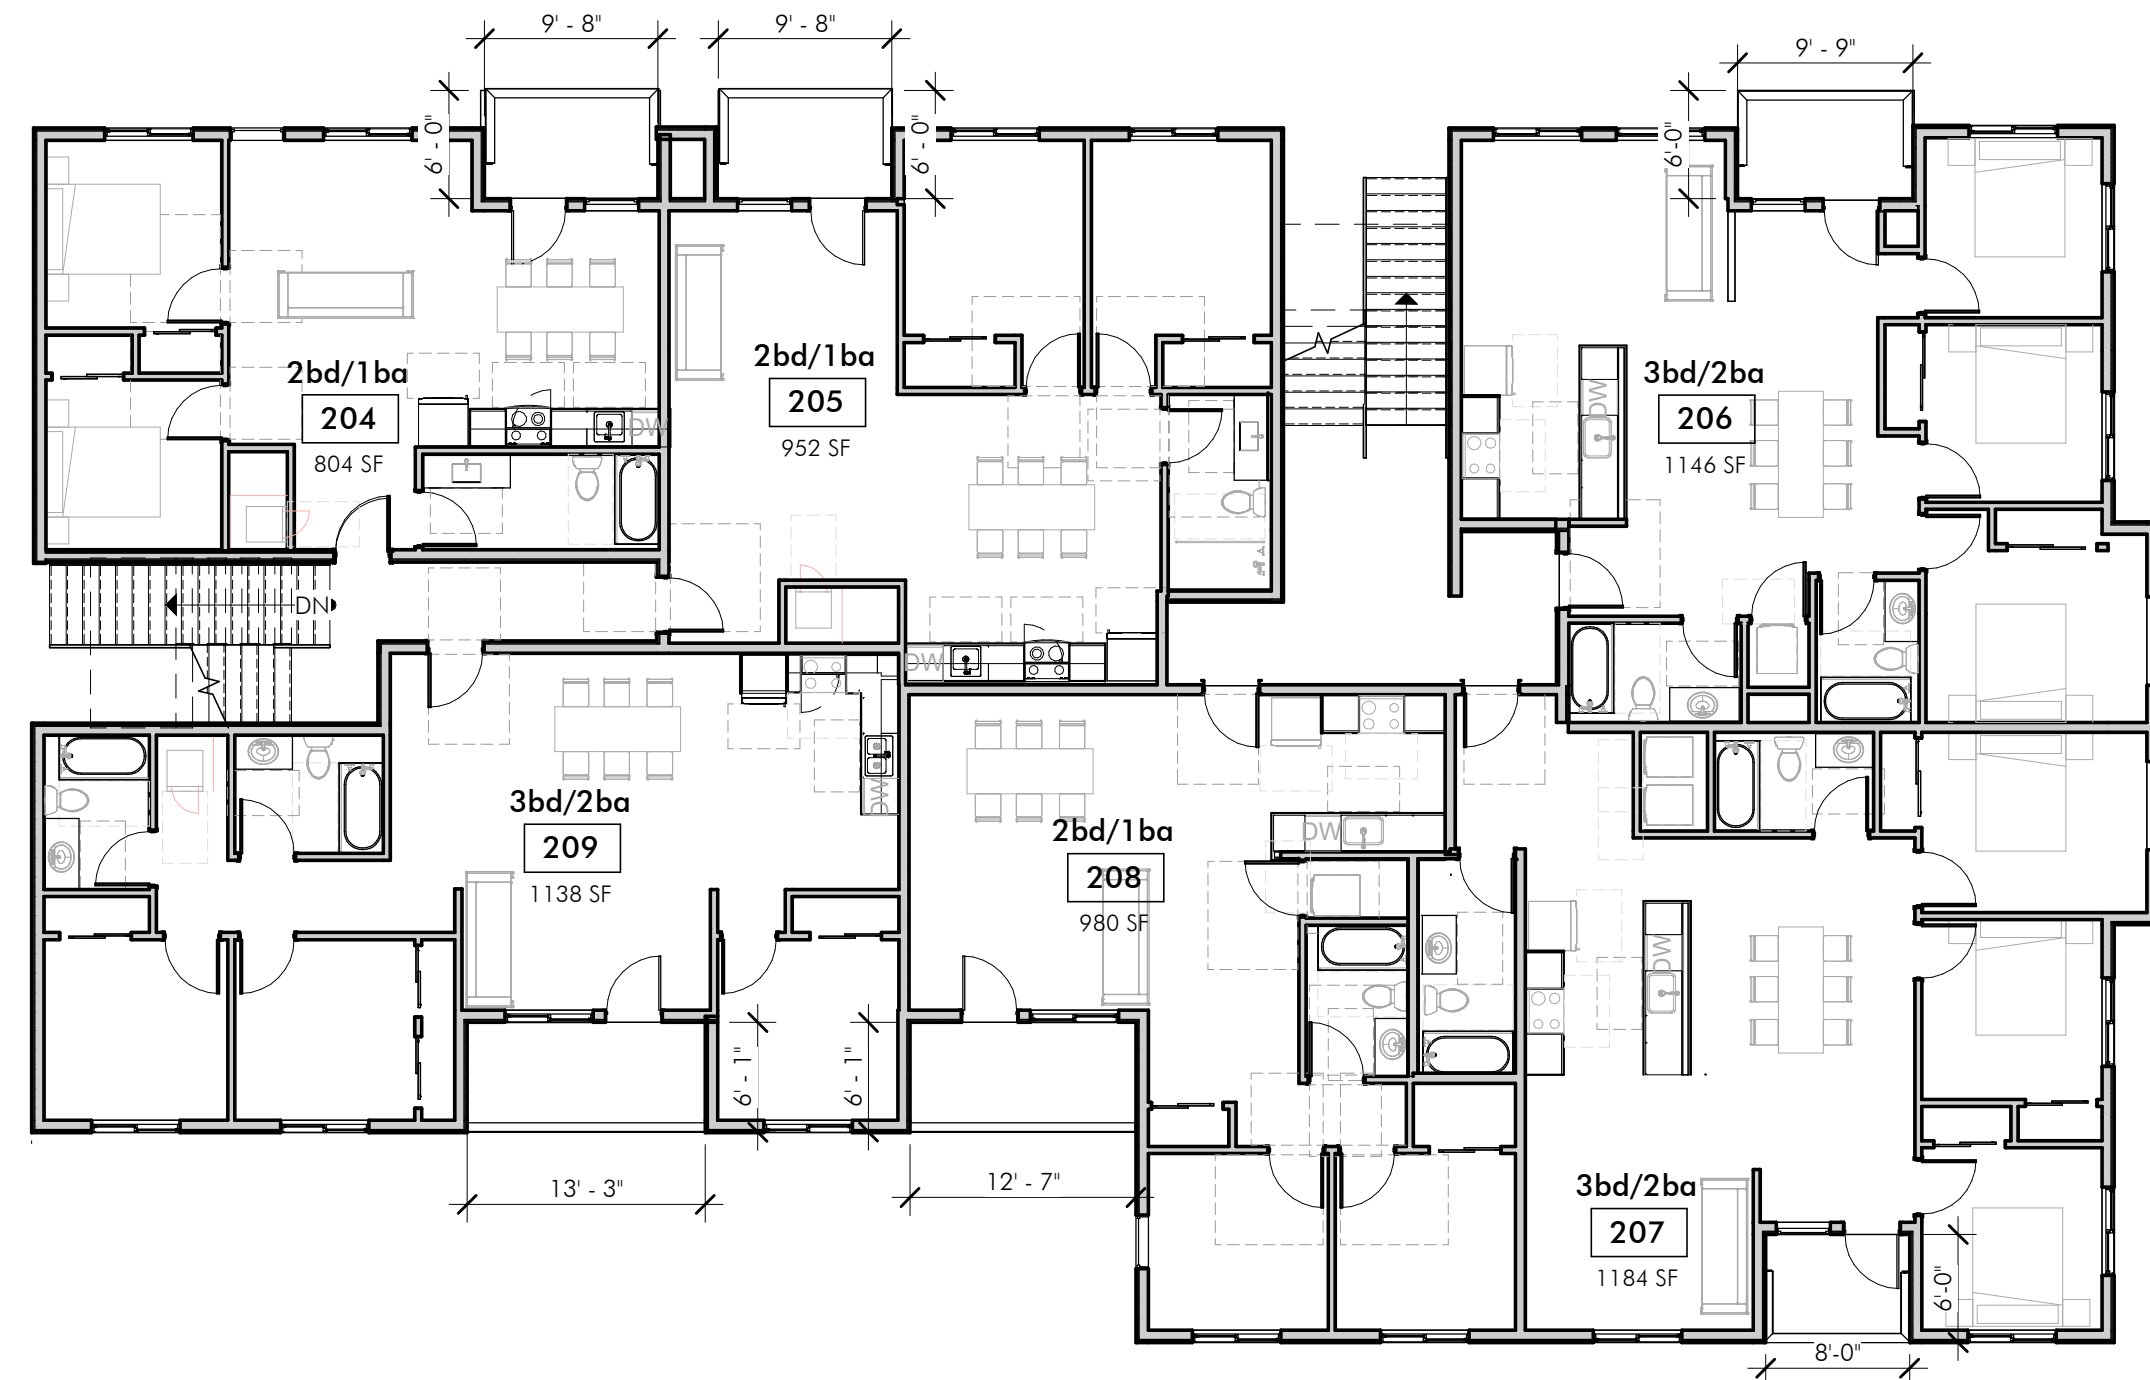 9' - 8"
9' - 8"
9' - 9"
6' - 0"
6' - 0"
6'-0"
2bd/1ba
204
804 SF
DW
2bd/1ba
205
952 SF
3bd/2ba
206
1146 SF
DW
DN
DW
3bd/2ba
209
1138 SF
DW
2bd/1ba
208
980 SF
DW
DW
6' - 1"
6' - 1"
13' - 3"
12' - 7"
3bd/2ba
207
1184 SF
6'-0"
8'-0"